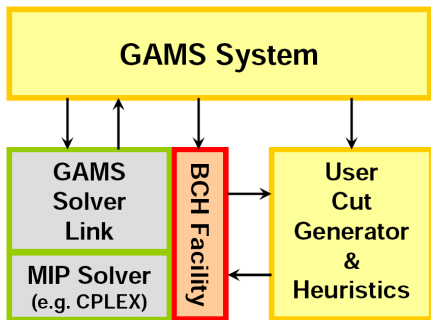 GAMS System
GAMS
Solver
Link
MIP Solver
(e.g. CPLEX)
BCH Facility
User
Cut
Generator
&
Heuristics